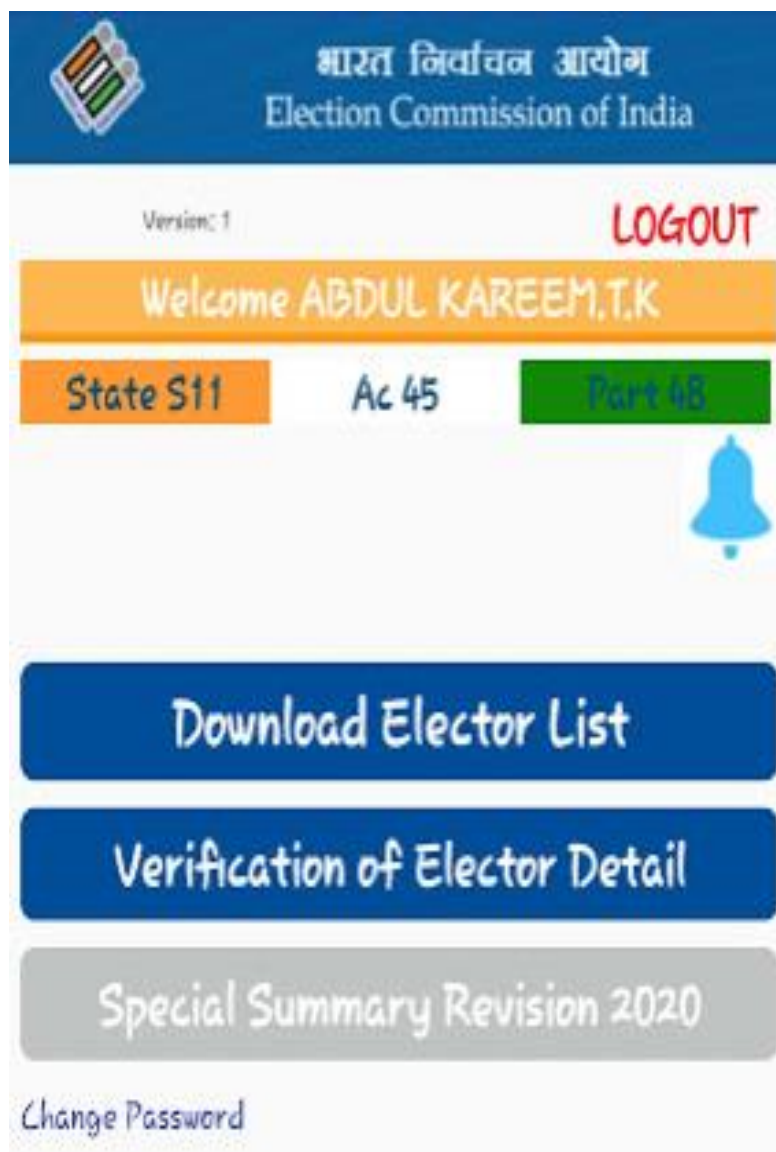 भारत निर्वाचन आयोग
Election Commission of India
Version: 1
LOGOUT
Welcome ABDUL KAREEM.T.K
State S11
Ac 45
Part 48
Download Elector List
Verification of Elector Detail
Special Summary Revision 2020
Change Password